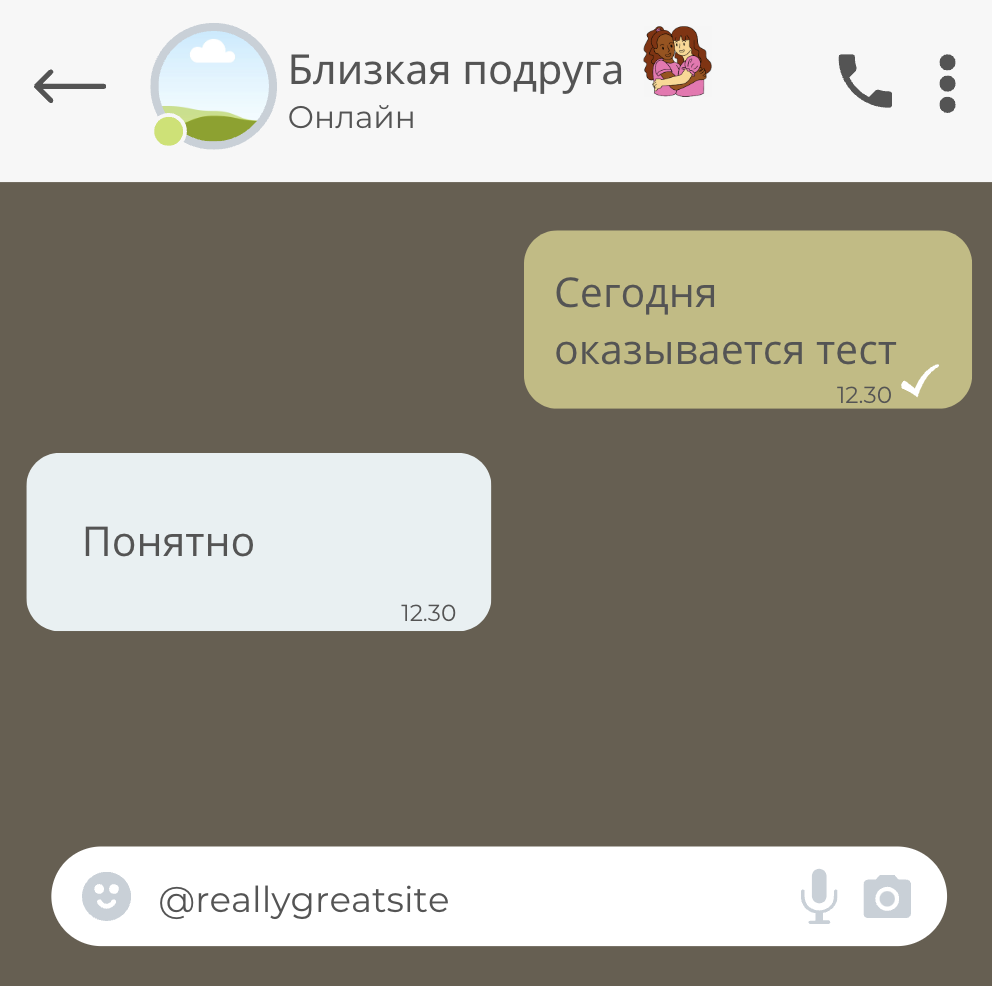 Близкая подруга
Онлайн
Сегодня
оказывается тест
12.30
Понятно
12.30
@reallygreatsite